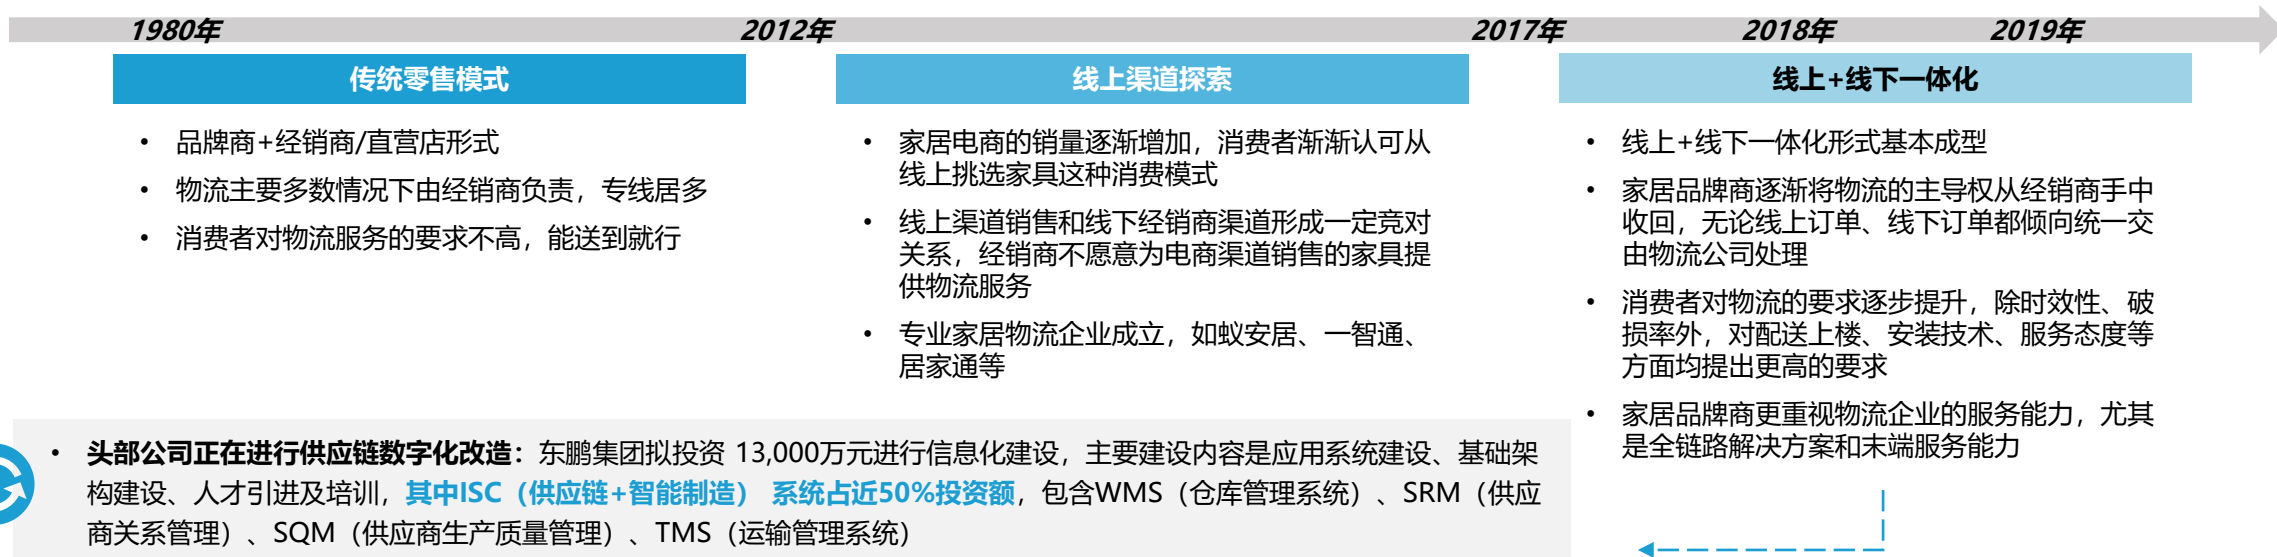 1980年
2012年
2017年
2018年
2019年
传统零售模式
• 品牌商+经销商/直营店形式
• 物流主要多数情况下由经销商负责，专线居多
• 消费者对物流服务的要求不高，能送到就行
线上渠道探索
• 家居电商的销量逐渐增加，消费者渐渐认可从
线上挑选家具这种消费模式
• 线上渠道销售和线下经销商渠道形成一定竞对
关系，经销商不愿意为电商渠道销售的家具提
供物流服务
• 专业家居物流企业成立，如蚁安居、一智通、
居家通等
线上+线下一体化
• 线上+线下一体化形式基本成型
• 家居品牌商逐渐将物流的主导权从经销商手中
收回，无论线上订单、线下订单都倾向统一交
由物流公司处理
• 消费者对物流的要求逐步提升，除时效性、破
损率外，对配送上楼、安装技术、服务态度等
方面均提出更高的要求
• 家居品牌商更重视物流企业的服务能力，尤其
是全链路解决方案和末端服务能力
• 头部公司正在进行供应链数字化改造：东鹏集团拟投资 13,000万元进行信息化建设，主要建设内容是应用系统建设、基础架
构建设、人才引进及培训，其中ISC（供应链+智能制造） 系统占近50%投资额，包含WMS（仓库管理系统）、SRM（供应
商关系管理）、SQM（供应商生产质量管理）、TMS（运输管理系统）